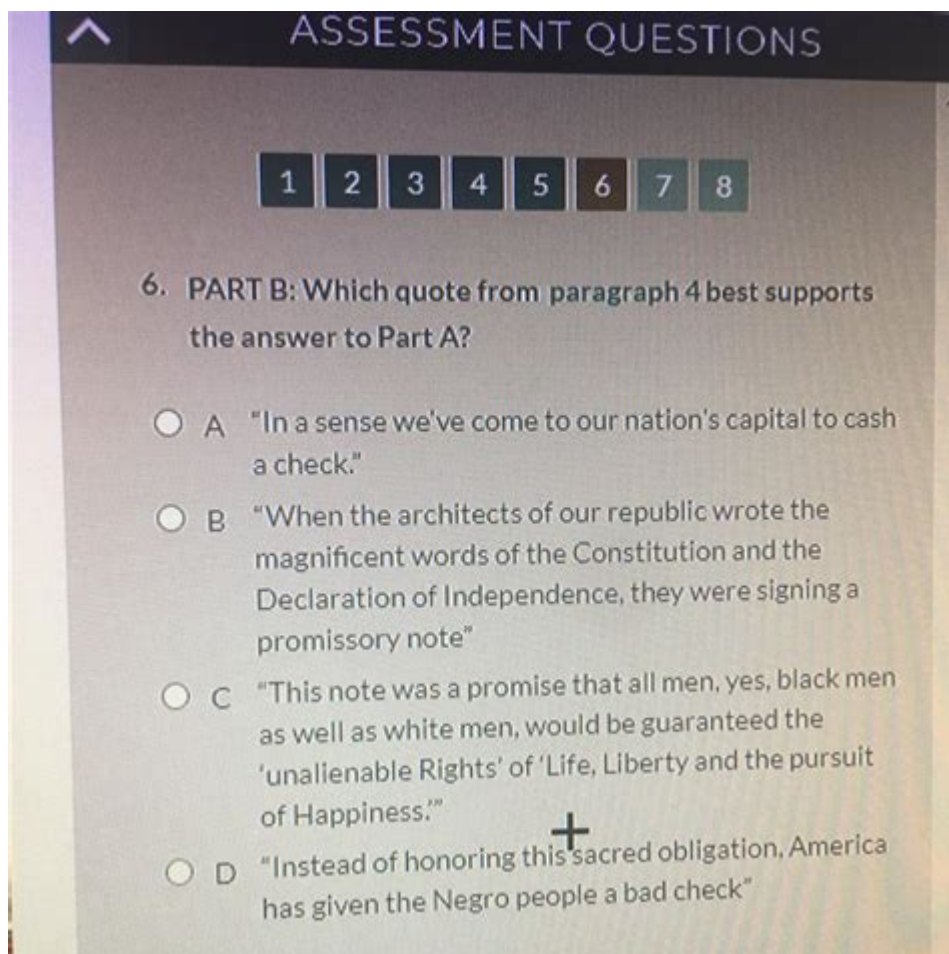 ASSESSMENT QUESTIONS
1 2 3 4 5 6 7 8
6. PART B: Which quote from paragraph 4 best supports
the answer to Part A?
A "In a sense we've come to our nation's capital to cash
a check."
B "When the architects of our republic wrote the
magnificent words of the Constitution and the
Declaration of Independence, they were signing a
promissory note"
C "This note was a promise that all men, yes, black men
as well as white men, would be guaranteed the
'unalienable Rights' of 'Life, Liberty and the pursuit
of Happiness.'"
D "Instead of honoring this sacred obligation, America
has given the Negro people a bad check"